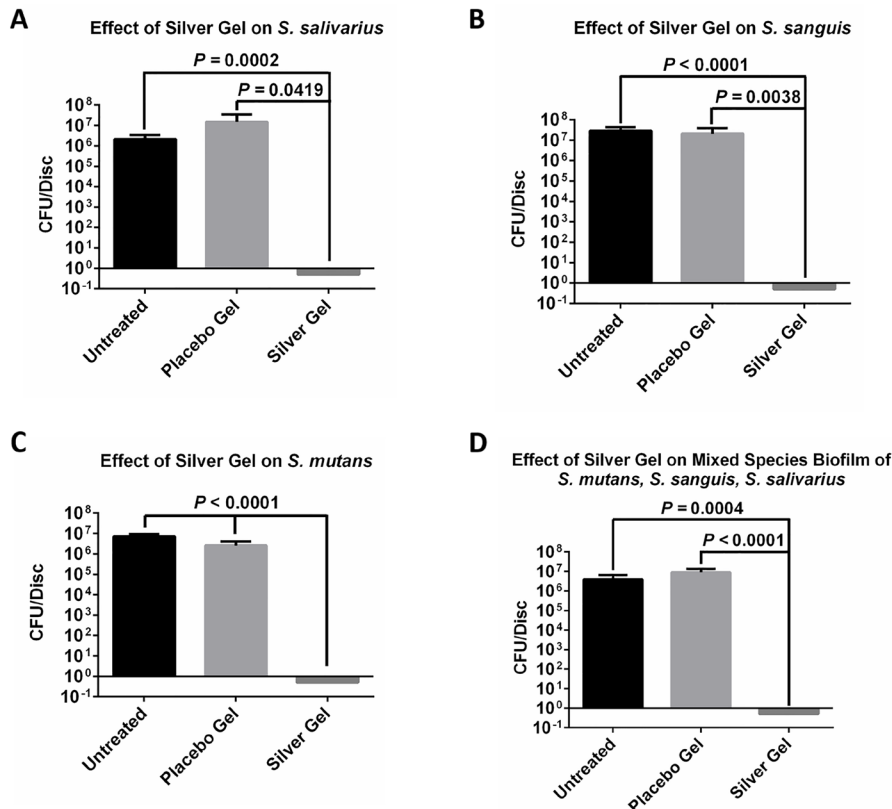 A
Effect of Silver Gel on S. salivarius
P = 0.0002
P = 0.0419
CFU/Disc
10⁸
10⁷
10⁶
10⁵
10⁴
10³
10²
10¹
10⁰
10⁻¹
Untreated
Placebo Gel
Silver Gel
B
Effect of Silver Gel on S. sanguis
P < 0.0001
P = 0.0038
CFU/Disc
10⁸
10⁷
10⁶
10⁵
10⁴
10³
10²
10¹
10⁰
10⁻¹
Untreated
Placebo Gel
Silver Gel
C
Effect of Silver Gel on S. mutans
P < 0.0001
CFU/Disc
10⁸
10⁷
10⁶
10⁵
10⁴
10³
10²
10¹
10⁰
10⁻¹
Untreated
Placebo Gel
Silver Gel
D
Effect of Silver Gel on Mixed Species Biofilm of
S. mutans, S. sanguis, S. salivarius
P = 0.0004
P < 0.0001
CFU/Disc
10⁸
10⁷
10⁶
10⁵
10⁴
10³
10²
10¹
10⁰
10⁻¹
Untreated
Placebo Gel
Silver Gel